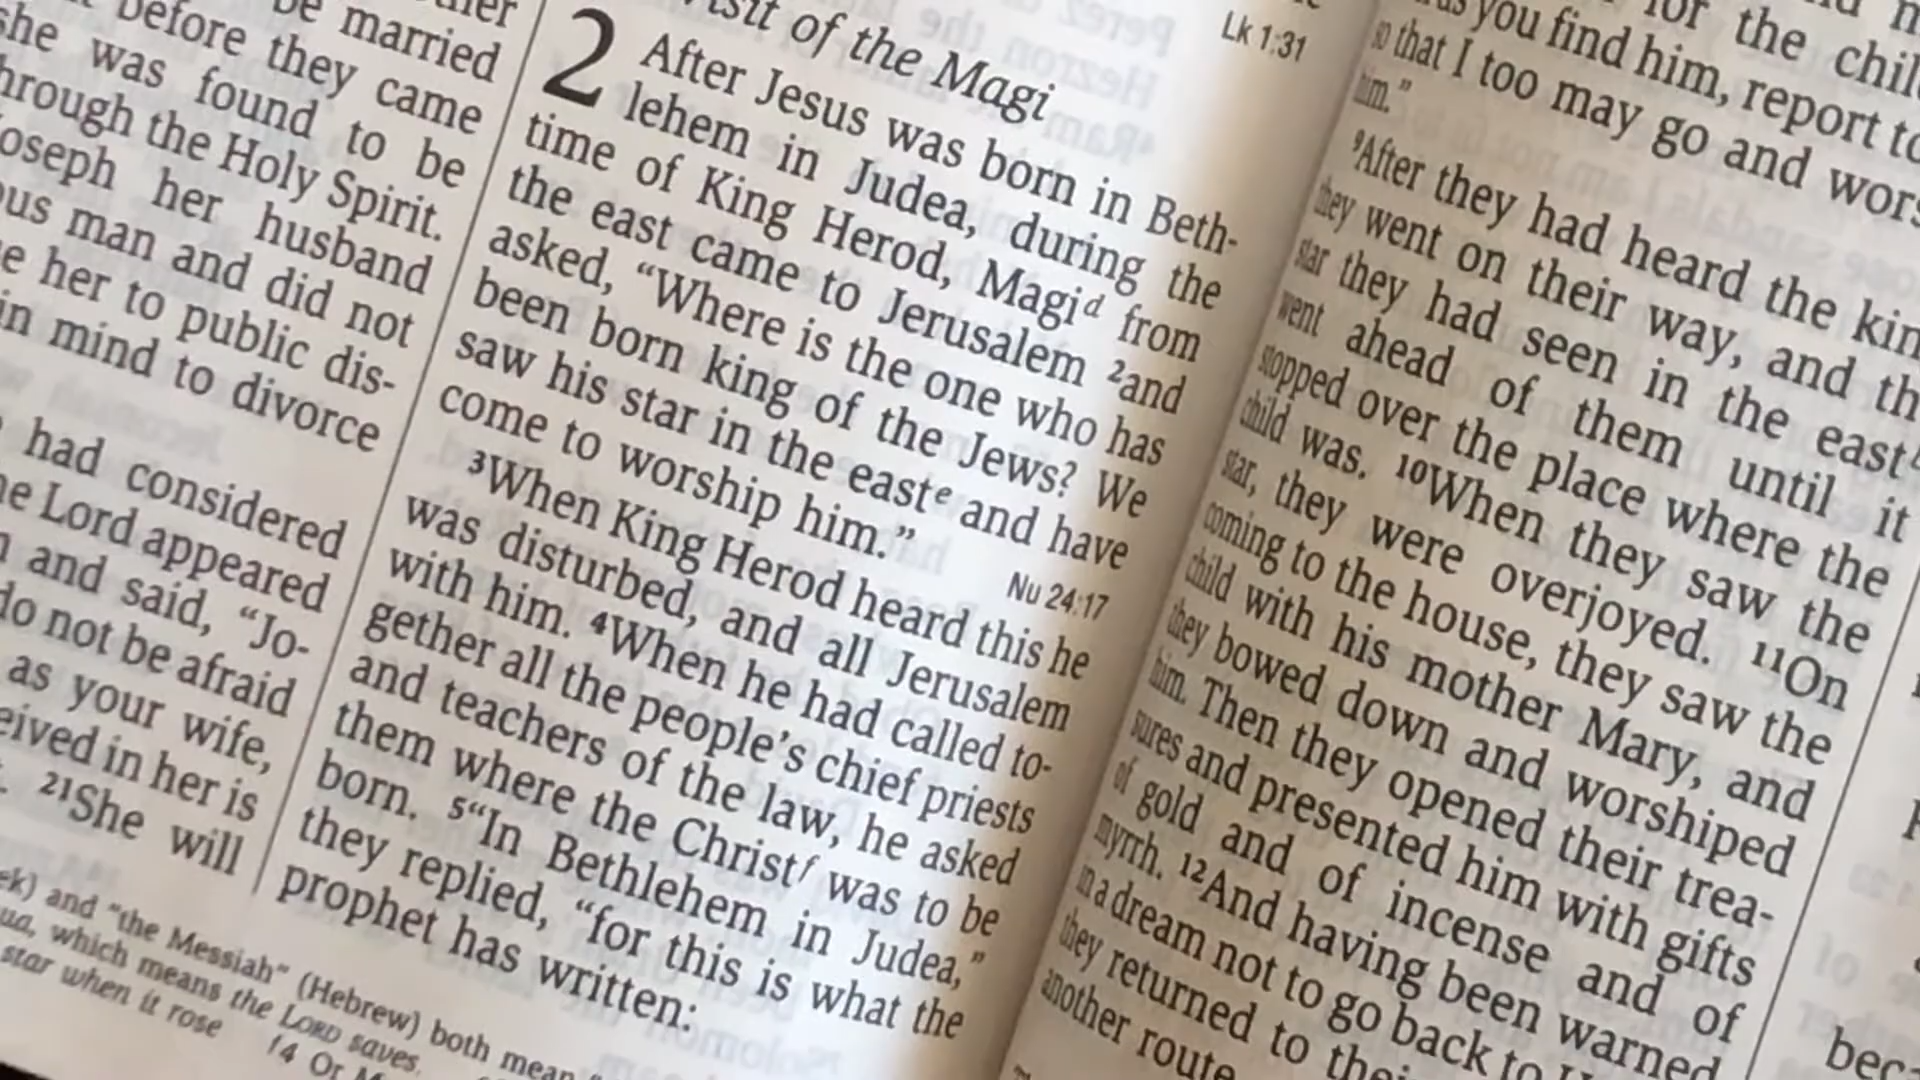 be married
before they came
she was found to be
through the Holy Spirit.
Joseph her husband
man and did not
her to public dis-
in mind to divorce
had considered
Lord appeared
and said, “Jo-
do not be afraid
as your wife,
in her is
²¹She will
and “the Messiah” (Hebrew) both mean
which means the LORD saves.
star when it rose
f4 Or
of the Magi
2 After Jesus was born in Beth-
lehem in Judea, during the
time of King Herod, Magiᵈ from
the east came to Jerusalem ²and
asked, “Where is the one who has
been born king of the Jews? We
saw his star in the eastᵉ and have
come to worship him.”
Nu 24:17
³When King Herod heard this he
was disturbed, and all Jerusalem
with him. ⁴When he had called to-
gether all the people’s chief priests
and teachers of the law, he asked
them where the Christᶠ was to be
born. ⁵“In Bethlehem in Judea,”
they replied, “for this is what the
prophet has written:
Lk 1:31
for the
you find him, report to
so that I too may go and
him.”
⁹After they had heard the
they went on their way, and
star they had seen in the east
went ahead of them until it
stopped over the place where the
child was. ¹⁰When they saw the
star, they were overjoyed. ¹¹On
coming to the house, they saw the
child with his mother Mary, and
they bowed down and worshiped
him. Then they opened their trea-
sures and presented him with gifts
of gold and of incense and of
myrrh. ¹²And having been warned
in a dream not to go back to
they returned to
another route